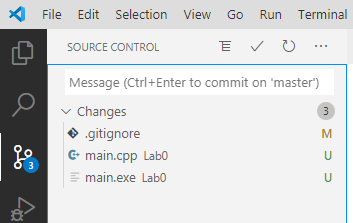 File Edit Selection View Go Run Terminal
SOURCE CONTROL
Message (Ctrl+Enter to commit on 'master')
Changes 3
.gitignore M
main.cpp Lab0 U
3
main.exe Lab0 U